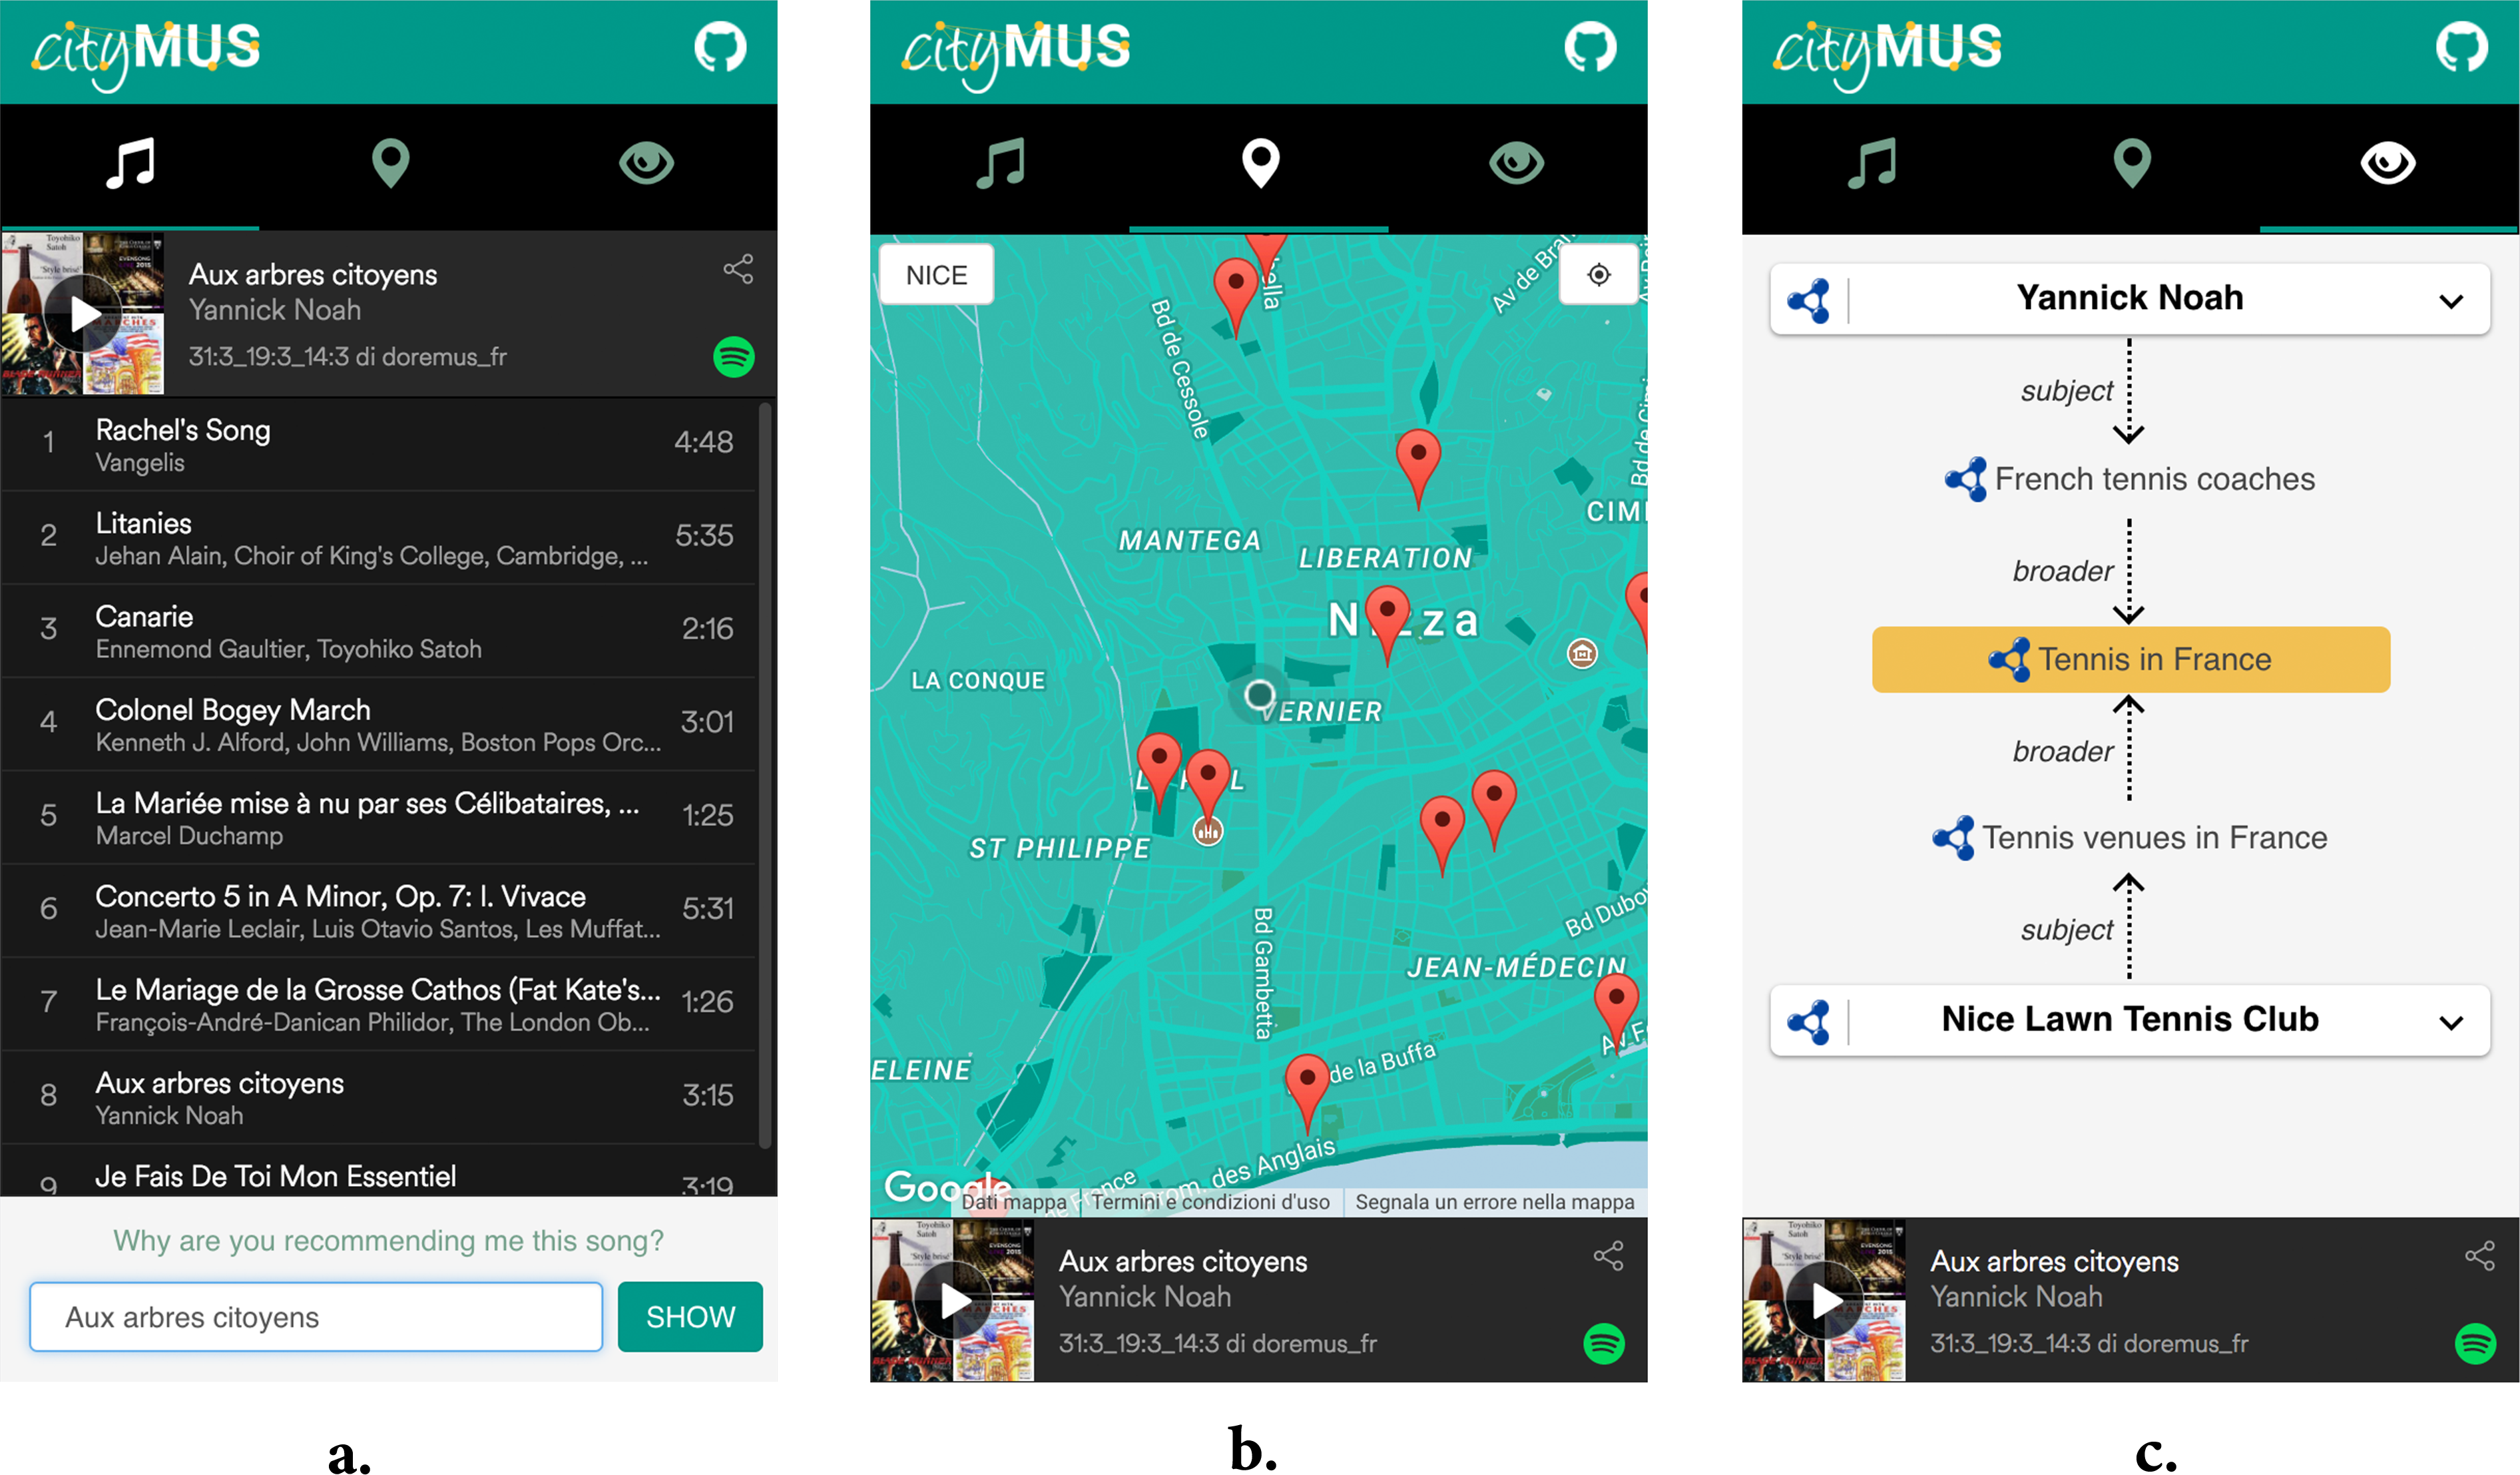 cityMUS
Aux arbres citoyens
Yannick Noah
31:3_19:3_14:3 di doremus_fr
1 Rachel's Song 4:48
Vangelis
2 Litanies 5:35
Jehan Alain, Choir of King's College, Cambridge, ...
3 Canarie 2:16
Ennemond Gaultier, Toyohiko Satoh
4 Colonel Bogey March 3:01
Kenneth J. Alford, John Williams, Boston Pops Orc...
5 La Mariée mise à nu par ses Célibataires, ... 1:25
Marcel Duchamp
6 Concerto 5 in A Minor, Op. 7: I. Vivace 5:31
Jean-Marie Leclair, Luis Otavio Santos, Les Muffat...
7 Le Mariage de la Grosse Cathos (Fat Kate's... 1:26
François-André-Danican Philidor, The London Ob...
8 Aux arbres citoyens 3:15
Yannick Noah
9 Je Fais De Toi Mon Essentiel 3:19
Why are you recommending me this song?
Aux arbres citoyens SHOW
a.
cityMUS
NICE
Av de Bran
Bd de Cessole
Bd de Cim
CIMI
MANTEGA
LIBERATION
N zza
LA CONQUE
VERNIER
ST PHILIPPE
Bd Gambetta
Bd Dubo
JEAN-MÉDECIN
ELEINE
de la Buffa
Prom. des Anglais
France
Google
Dati mappa Termini e condizioni d'uso Segnala un errore nella mappa
Aux arbres citoyens
Yannick Noah
31:3_19:3_14:3 di doremus_fr
b.
cityMUS
Yannick Noah
subject
French tennis coaches
broader
Tennis in France
broader
Tennis venues in France
subject
Nice Lawn Tennis Club
Aux arbres citoyens
Yannick Noah
31:3_19:3_14:3 di doremus_fr
c.